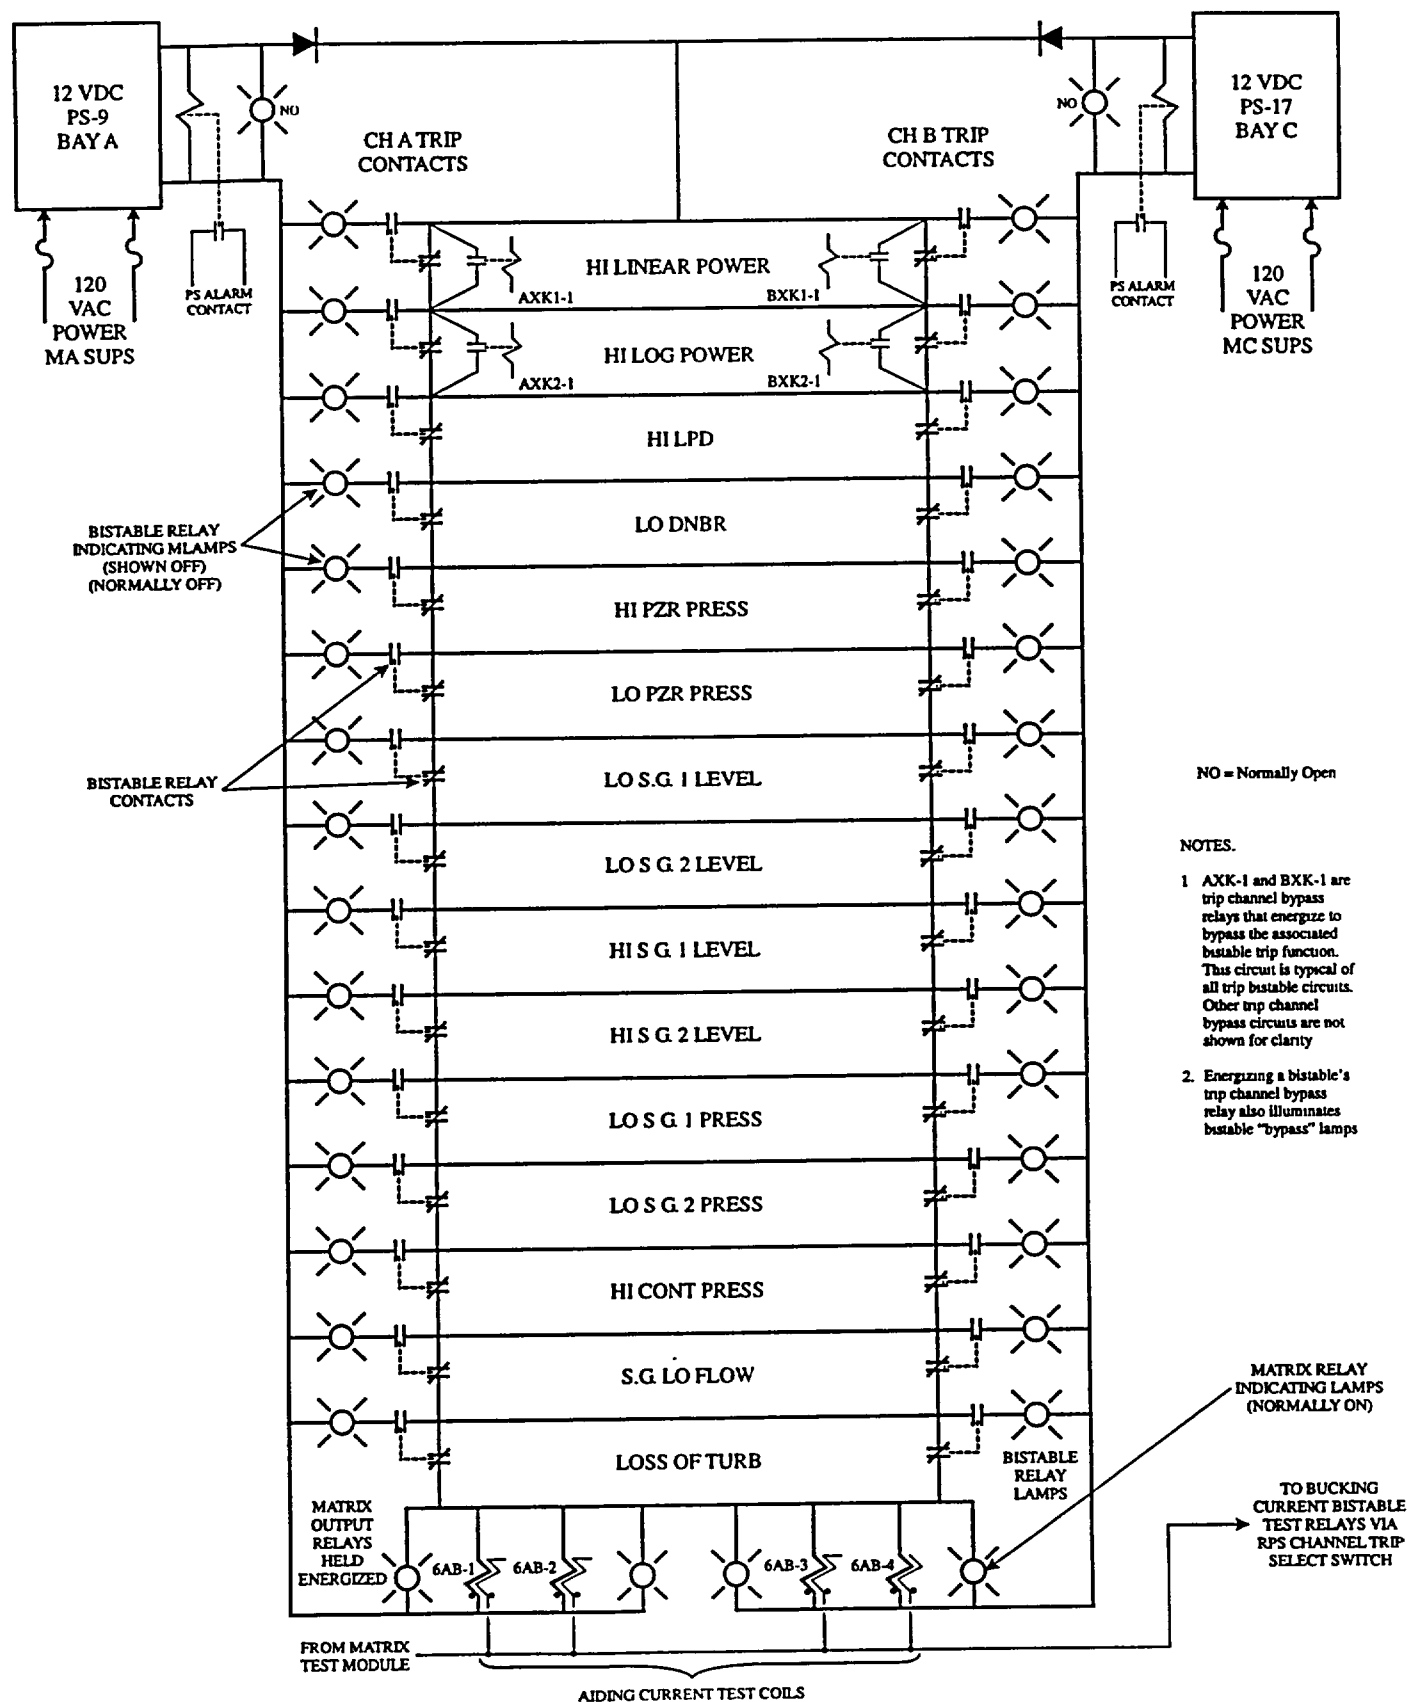 12 VDC
PS-9
BAY A
12 VDC
PS-17
BAY C
NO
NO
CH A TRIP
CONTACTS
CH B TRIP
CONTACTS
120
VAC
POWER
MA SUPS
PS ALARM
CONTACT
PS ALARM
CONTACT
120
VAC
POWER
MC SUPS
HI LINEAR POWER
AXK1-1
BXK1-1
HI LOG POWER
AXK2-1
BXK2-1
HI LPD
LO DNBR
BISTABLE RELAY
INDICATING MLAMPS
(SHOWN OFF)
(NORMALLY OFF)
HI PZR PRESS
LO PZR PRESS
BISTABLE RELAY
CONTACTS
LO S.G. 1 LEVEL
NO = Normally Open
LO S G. 2 LEVEL
NOTES.
1 AXK-1 and BXK-1 are
trip channel bypass
relays that energize to
bypass the associated
bistable trip function.
This circuit is typical of
all trip bistable circuits.
Other trip channel
bypass circuits are not
shown for clarity
2. Energizing a bistable's
trip channel bypass
relay also illuminates
bistable "bypass" lamps
HI S G. 1 LEVEL
HI S G. 2 LEVEL
LO S G. 1 PRESS
LO S G. 2 PRESS
HI CONT PRESS
S.G. LO FLOW
MATRIX RELAY
INDICATING LAMPS
(NORMALLY ON)
LOSS OF TURB
BISTABLE
RELAY
LAMPS
MATRIX
OUTPUT
RELAYS
HELD
ENERGIZED
6AB-1
6AB-2
6AB-3
6AB-4
TO BUCKING
CURRENT BISTABLE
TEST RELAYS VIA
RPS CHANNEL TRIP
SELECT SWITCH
FROM MATRIX
TEST MODULE
AIDING CURRENT TEST COILS